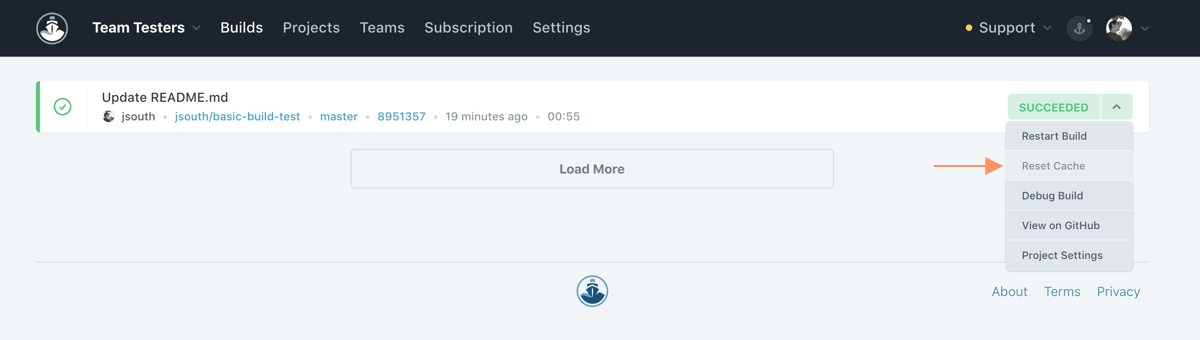 Team Testers Builds Projects Teams Subscription Settings Support
Update README.md
jsouth • jsouth/basic-build-test • master • 8951357 • 19 minutes ago • 00:55
SUCCEEDED
Restart Build
Reset Cache
Debug Build
View on GitHub
Project Settings
Load More
About Terms Privacy